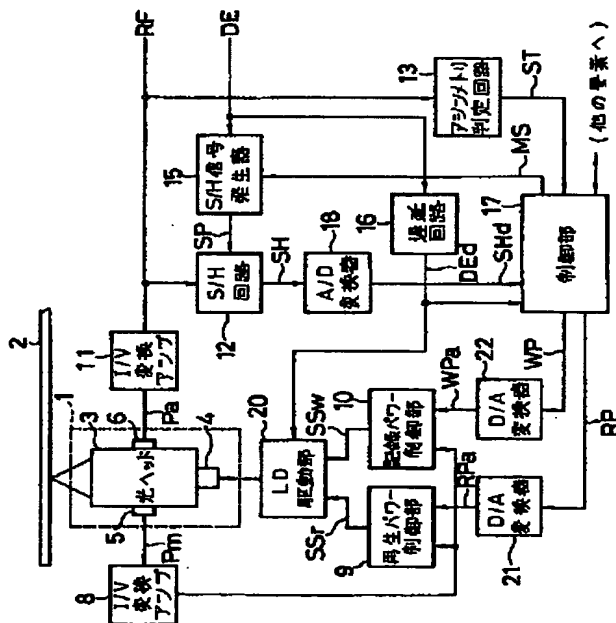 RF
DE
2
1
11
I/V
変換
アンプ
3
6
Pa
光ヘッド
5
4
Pm
8
I/V
変換
アンプ
15
S/H信号
発生器
SP
S/H
回路
12
SH
18
A/D
変換器
SHd
16
遅延
回路
DEd
13
アシンメトリ
判定回路
ST
MS
17
制御部
(他の要素へ)
20
LD
駆動部
SSw
SSr
10
記録パワー
制御部
9
再生パワー
制御部
WPa
RPa
22
D/A
変換器
WP
D/A
変換器
21
RP